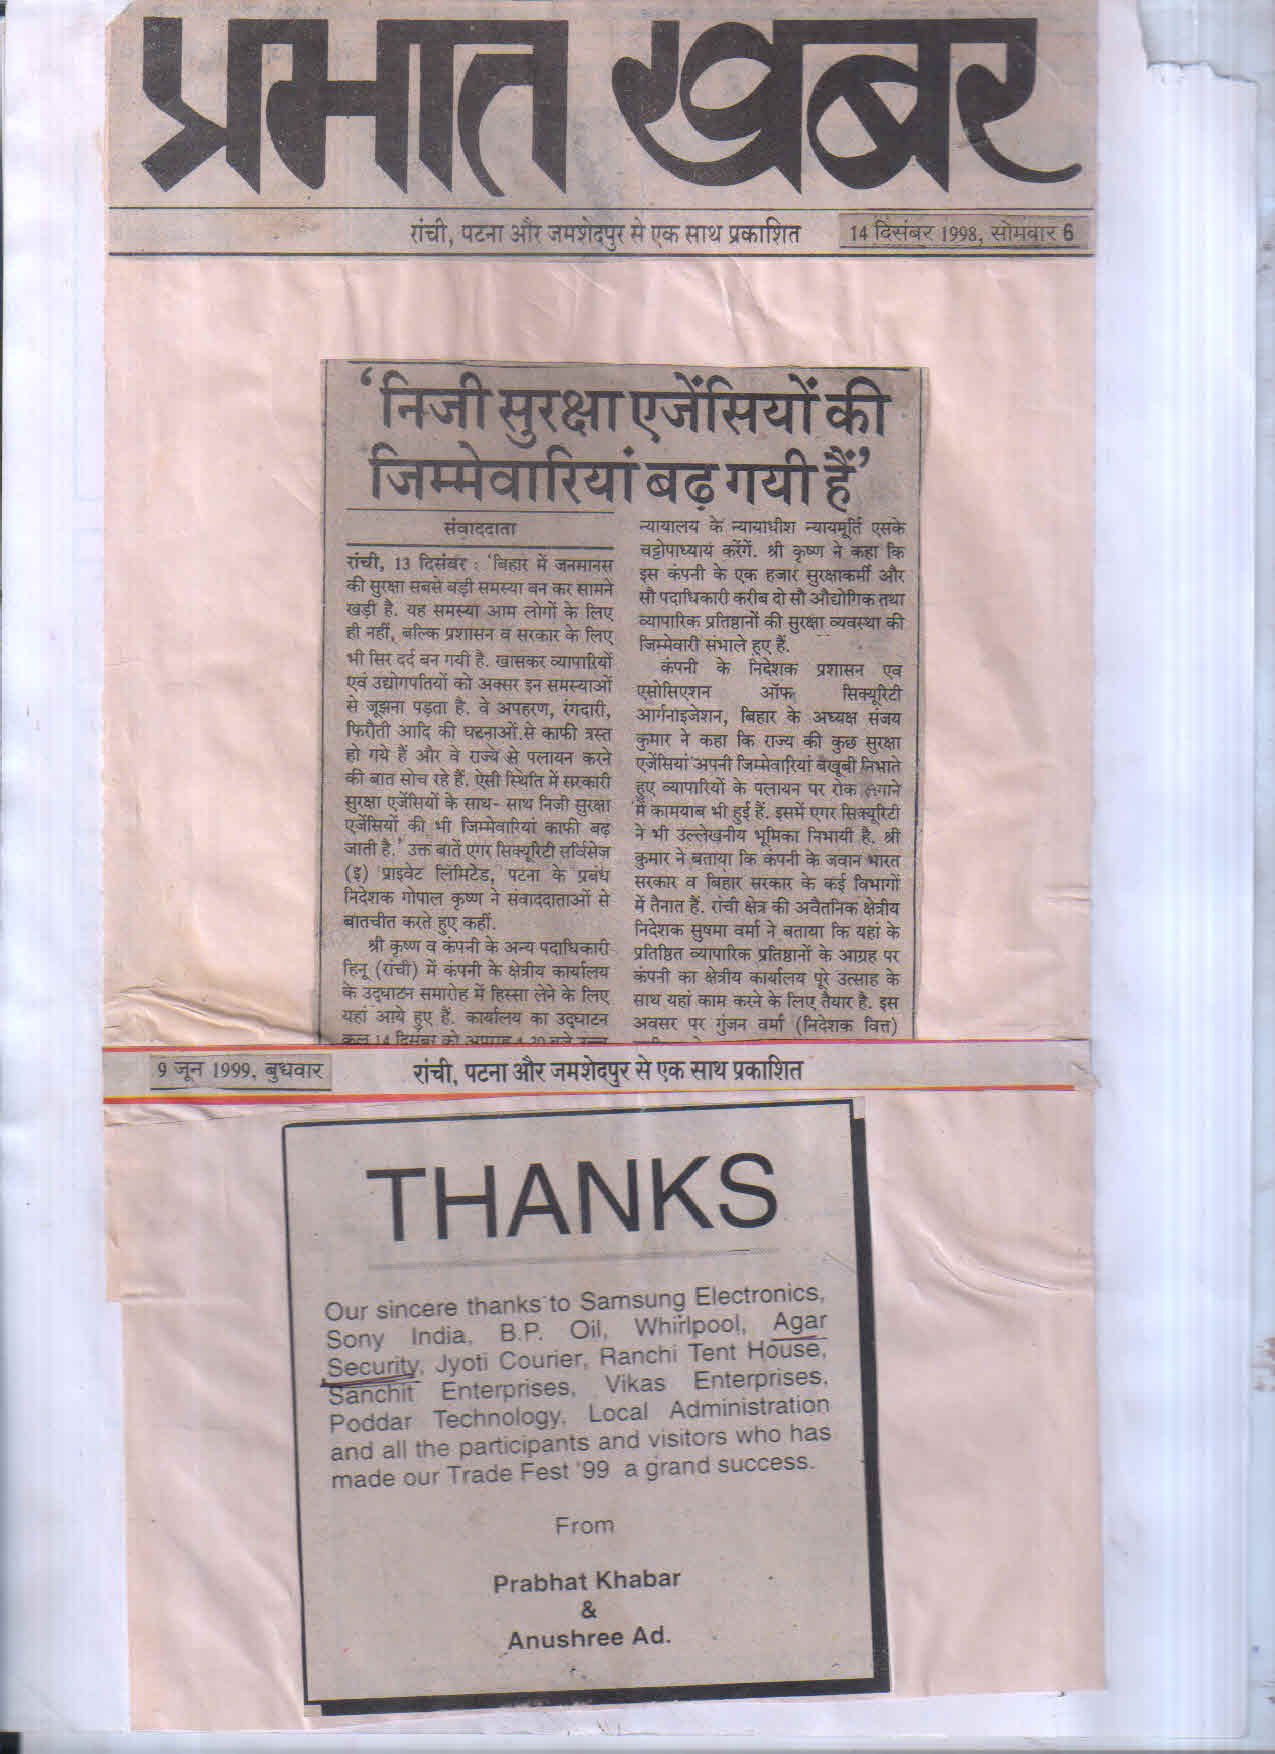 प्रभात खबर
रांची, पटना और जमशेदपुर से एक साथ प्रकाशित
14 दिसंबर 1998, सोमवार 6
‘निजी सुरक्षा एजेंसियों की
जिम्मेवारियां बढ़ गयी हैं’
संवाददाता
रांची, 13 दिसंबर : ‘बिहार में जनमानस
की सुरक्षा सबसे बड़ी समस्या बन कर सामने
खड़ी है. यह समस्या आम लोगों के लिए
ही नहीं, बल्कि प्रशासन व सरकार के लिए
भी सिर दर्द बन गयी है. खासकर व्यापारियों
एवं उद्योगपतियों को अक्सर इन समस्याओं
से जूझना पड़ता है. वे अपहरण, रंगदारी,
फिरौती आदि की घटनाओं से काफी त्रस्त
हो गये हैं और वे राज्य से पलायन करने
की बात सोच रहे हैं. ऐसी स्थिति में सरकारी
सुरक्षा एजेंसियों के साथ- साथ निजी सुरक्षा
एजेंसियों की भी जिम्मेवारियां काफी बढ़
जाती है.’ उक्त बातें एगर सिक्यूरिटी सर्विसेज
(इ) प्राइवेट लिमिटेड, पटना के प्रबंध
निदेशक गोपाल कृष्ण ने संवाददाताओं से
बातचीत करते हुए कहीं.
श्री कृष्ण व कंपनी के अन्य पदाधिकारी
हिनू (रांची) में कंपनी के क्षेत्रीय कार्यालय
के उद्घाटन समारोह में हिस्सा लेने के लिए
यहां आये हुए हैं. कार्यालय का उद्घाटन
कल 14 दिसंबर को अपराह्न
न्यायालय के न्यायाधीश न्यायमूर्ति एसके
चट्टोपाध्याय करेंगें. श्री कृष्ण ने कहा कि
इस कंपनी के एक हजार सुरक्षाकर्मी और
सौ पदाधिकारी करीब दो सौ औद्योगिक तथा
व्यापारिक प्रतिष्ठानों की सुरक्षा व्यवस्था की
जिम्मेवारी संभाले हुए हैं.
कंपनी के निदेशक प्रशासन एव
एसोसिएशन ऑफ सिक्यूरिटी
आर्गनाइजेशन, बिहार के अध्यक्ष संजय
कुमार ने कहा कि राज्य की कुछ सुरक्षा
एजेंसियां अपनी जिम्मेवारियां बखूबी निभाते
हुए व्यापारियों के पलायन पर रोक लगाने
में कामयाब भी हुई हैं. इसमें एगर सिक्यूरिटी
ने भी उल्लेखनीय भूमिका निभायी है. श्री
कुमार ने बताया कि कंपनी के जवान भारत
सरकार व बिहार सरकार के कई विभागों
में तैनात हैं. रांची क्षेत्र की अवैतनिक क्षेत्रीय
निदेशक सुषमा वर्मा ने बताया कि यहां के
प्रतिष्ठित व्यापारिक प्रतिष्ठानों के आग्रह पर
कंपनी का क्षेत्रीय कार्यालय पूरे उत्साह के
साथ यहां काम करने के लिए तैयार है. इस
अवसर पर गुंजन वर्मा (निदेशक वित्त)
9 जून 1999, बुधवार
रांची, पटना और जमशेदपुर से एक साथ प्रकाशित
THANKS
Our sincere thanks to Samsung Electronics,
Sony India, B.P. Oil, Whirlpool, Agar
Security, Jyoti Courier, Ranchi Tent House,
Sanchit Enterprises, Vikas Enterprises,
Poddar Technology, Local Administration
and all the participants and visitors who has
made our Trade Fest '99 a grand success.
From
Prabhat Khabar
&
Anushree Ad.